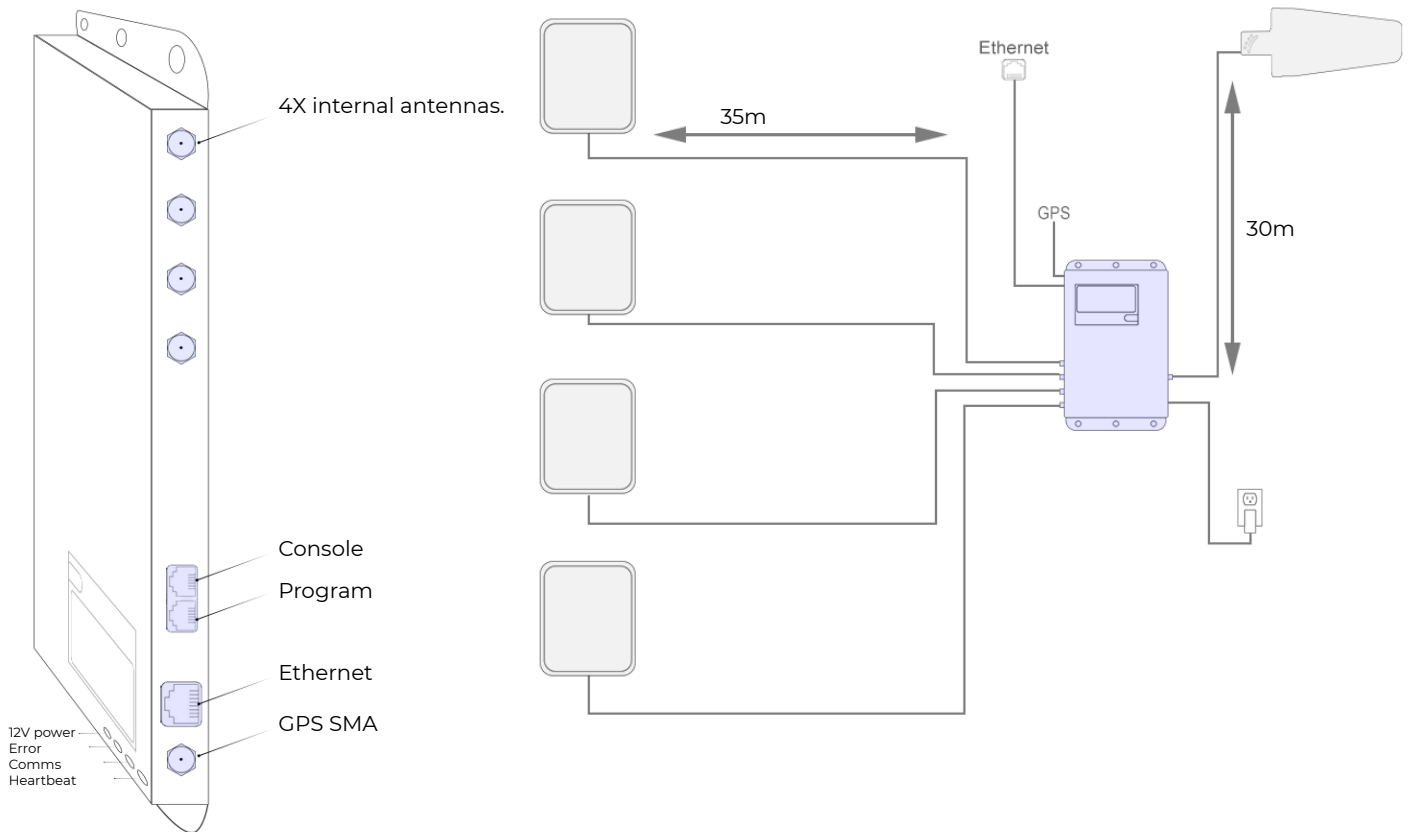 4X internal antennas.
Console
Program
Ethernet
GPS SMA
12V power
Error
Comms
Heartbeat
35m
Ethernet
GPS
30m